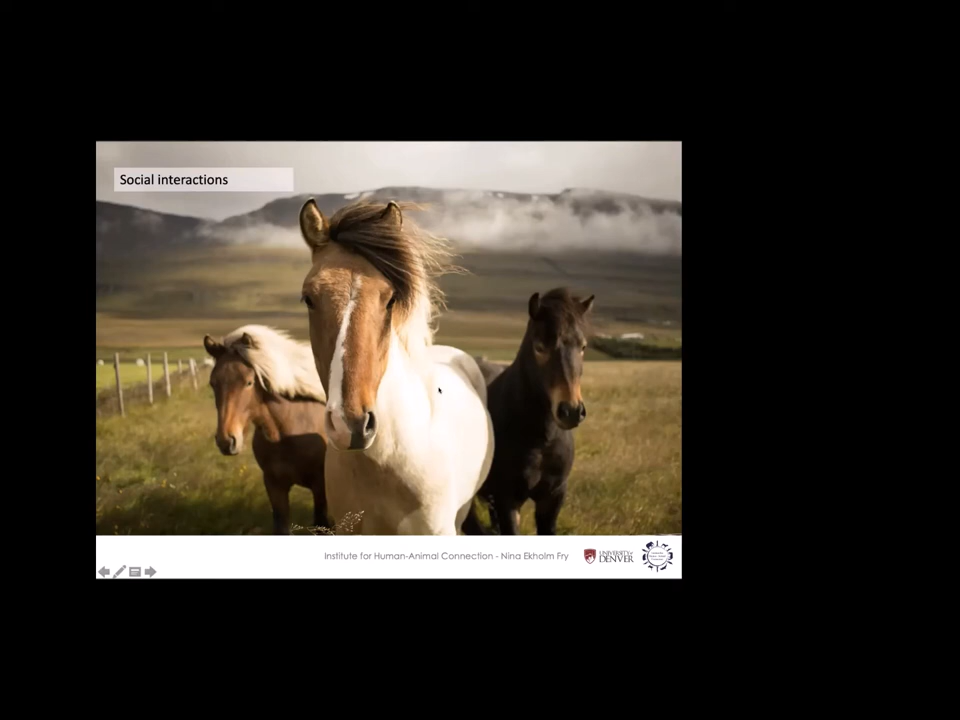 Social interactions
Institute for Human-Animal Connection - Nina Ekholm Fry
UNIVERSITY of
DENVER